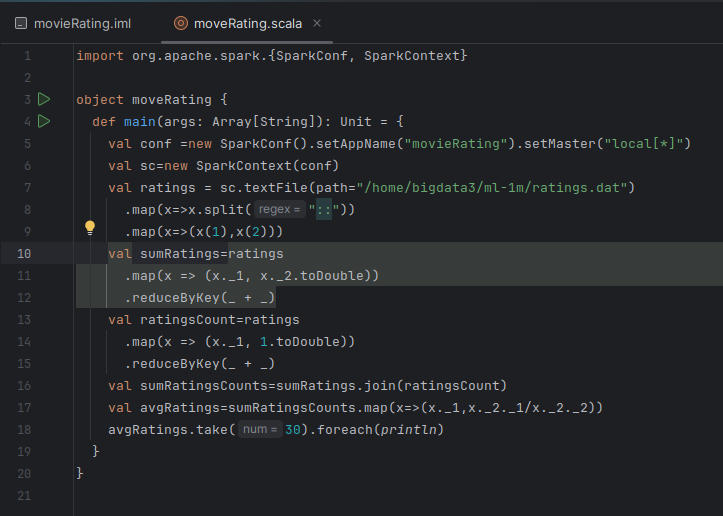 movieRating.iml moveRating.scala
1 import org.apache.spark.{SparkConf, SparkContext}
2
3 object moveRating {
4 def main(args: Array[String]): Unit = {
5 val conf =new SparkConf().setAppName("movieRating").setMaster("local[*]")
6 val sc=new SparkContext(conf)
7 val ratings = sc.textFile(path="/home/bigdata3/ml-1m/ratings.dat")
8 .map(x=>x.split( regex = "::"))
9 .map(x=>(x(1),x(2)))
10 val sumRatings=ratings
11 .map(x => (x._1, x._2.toDouble))
12 .reduceByKey(_ + _)
13 val ratingsCount=ratings
14 .map(x => (x._1, 1.toDouble))
15 .reduceByKey(_ + _)
16 val sumRatingsCounts=sumRatings.join(ratingsCount)
17 val avgRatings=sumRatingsCounts.map(x=>(x._1,x._2._1/x._2._2))
18 avgRatings.take( num = 30).foreach(println)
19 }
20 }
21